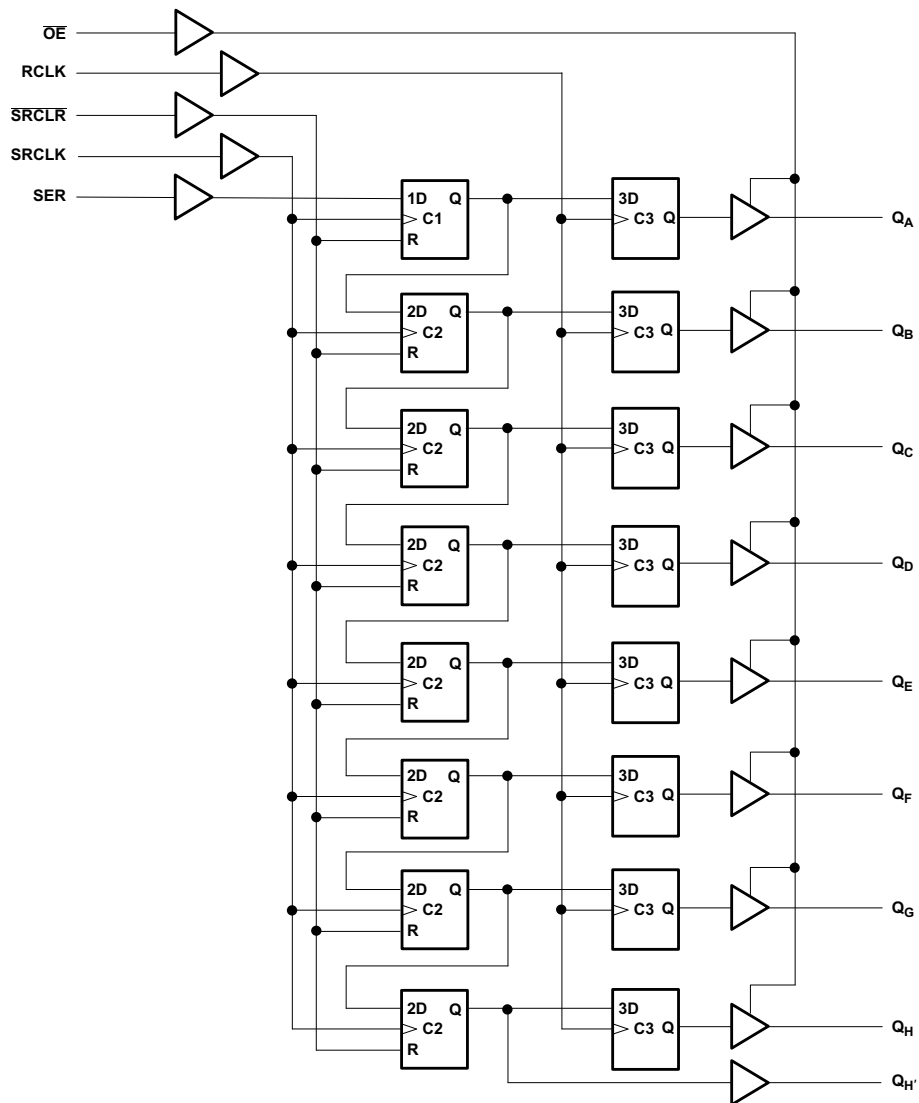 OE
RCLK
SRCLR
SRCLK
SER
1D Q
C1
R
3D
C3 Q
QA
2D Q
C2
R
3D
C3 Q
QB
2D Q
C2
R
3D
C3 Q
QC
2D Q
C2
R
3D
C3 Q
QD
2D Q
C2
R
3D
C3 Q
QE
2D Q
C2
R
3D
C3 Q
QF
2D Q
C2
R
3D
C3 Q
QG
2D Q
C2
R
3D
C3 Q
QH
QH′